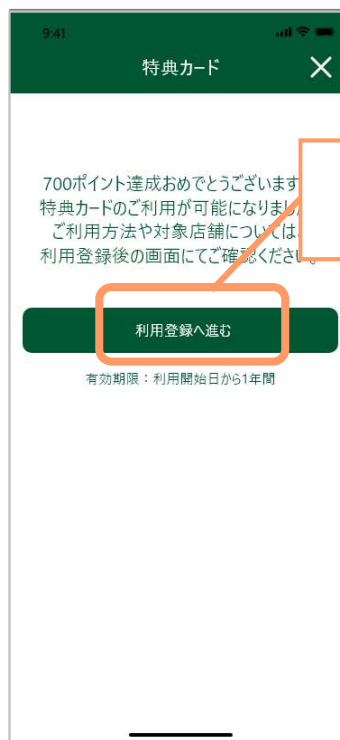 9:41
特典カード
700ポイント達成おめでとうございます
特典カードのご利用が可能になりました
ご利用方法や対象店舗については、
利用登録後の画面にてご確認ください。
利用登録へ進む
有効期限：利用開始日から1年間